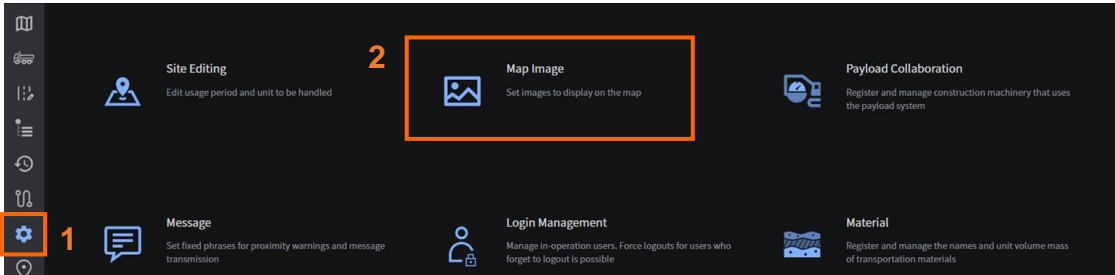 2
Site Editing
Edit usage period and unit to be handled
Map Image
Set images to display on the map
Payload Collaboration
Register and manage construction machinery that uses
the payload system
1
Message
Set fixed phrases for proximity warnings and message
transmission
Login Management
Manage in-operation users. Force logouts for users who
forget to logout is possible
Material
Register and manage the names and unit volume mass
of transportation materials